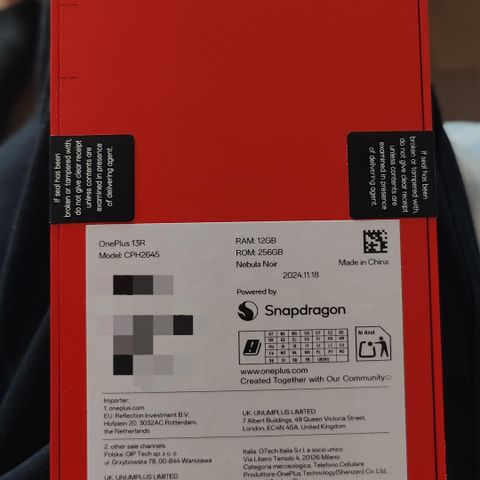 If seal has been
broken or tampered with,
do not give clear receipt
unless contents are
examined in presence
of delivering agent.
If seal has been
broken or tampered with,
do not give clear receipt
unless contents are
examined in presence
of delivering agent.
OnePlus 13R
Model: CPH2645
RAM: 12GB
ROM: 256GB
Nebula Noir
2024.11.18
Made in China
Powered by
Snapdragon
www.oneplus.com
Created Together with Our Community
Importer:
1. oneplus.com
EU: Reflection Investment B.V.
Hofplein 20, 3032AC Rotterdam,
the Netherlands
UK: UNUMPLUS LIMITED
7 Albert Buildings, 49 Queen Victoria Street,
London, EC4N 4SA, United Kingdom
2. other sale channels
Polska: OIP Tech sp. z o. o
ul. Grzybowska 78, 00-844 Warszawa
UK: UNUMPLUS LIMITED
Italia: OTech Italia S.r.l. a socio unico
Via Libero Temolo 4, 20126 Milano
Categoria merceologica: Telefono Cellulare
Produttore: OnePlus Technology(Shenzen) Co. Ltd.